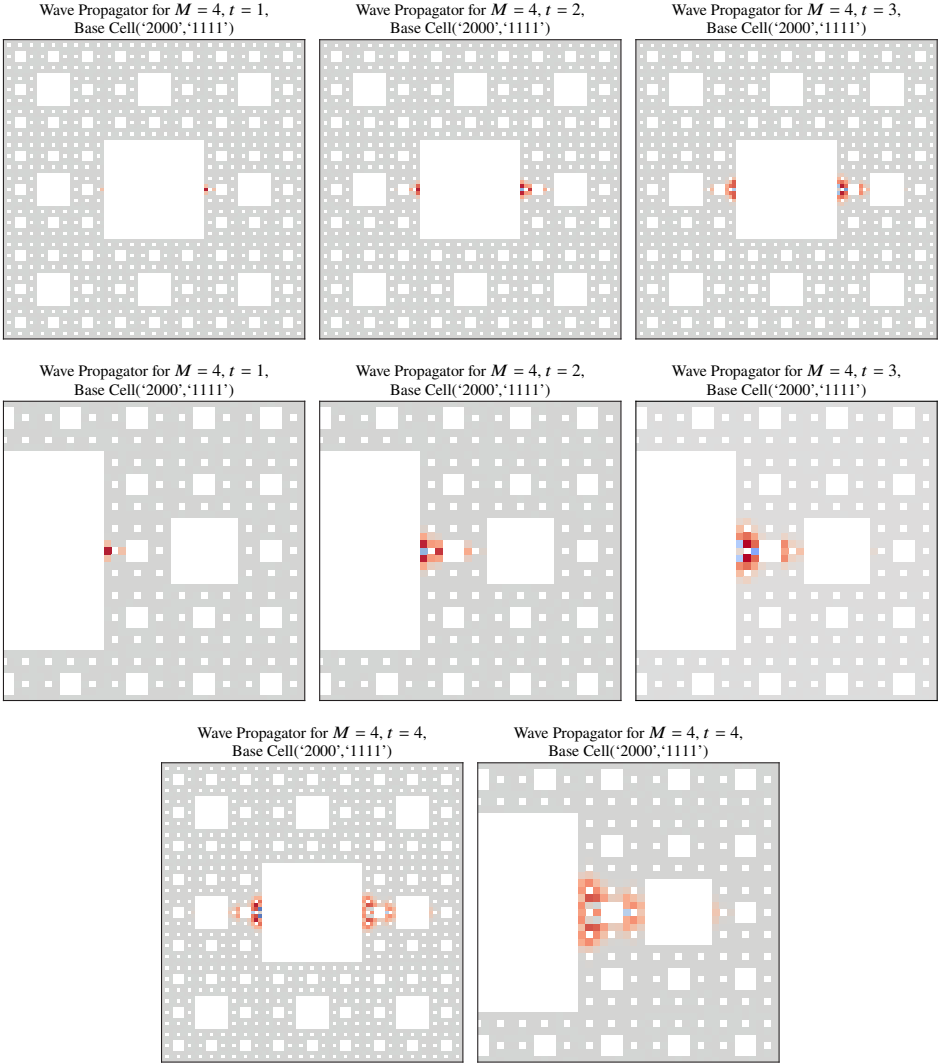 Wave Propagator for M = 4, t = 1,
Base Cell(‘2000’,‘1111’)
Wave Propagator for M = 4, t = 2,
Base Cell(‘2000’,‘1111’)
Wave Propagator for M = 4, t = 3,
Base Cell(‘2000’,‘1111’)
Wave Propagator for M = 4, t = 1,
Base Cell(‘2000’,‘1111’)
Wave Propagator for M = 4, t = 2,
Base Cell(‘2000’,‘1111’)
Wave Propagator for M = 4, t = 3,
Base Cell(‘2000’,‘1111’)
Wave Propagator for M = 4, t = 4,
Base Cell(‘2000’,‘1111’)
Wave Propagator for M = 4, t = 4,
Base Cell(‘2000’,‘1111’)